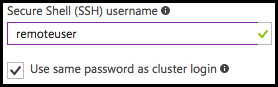 Secure Shell (SSH) username
remoteuser
Use same password as cluster login